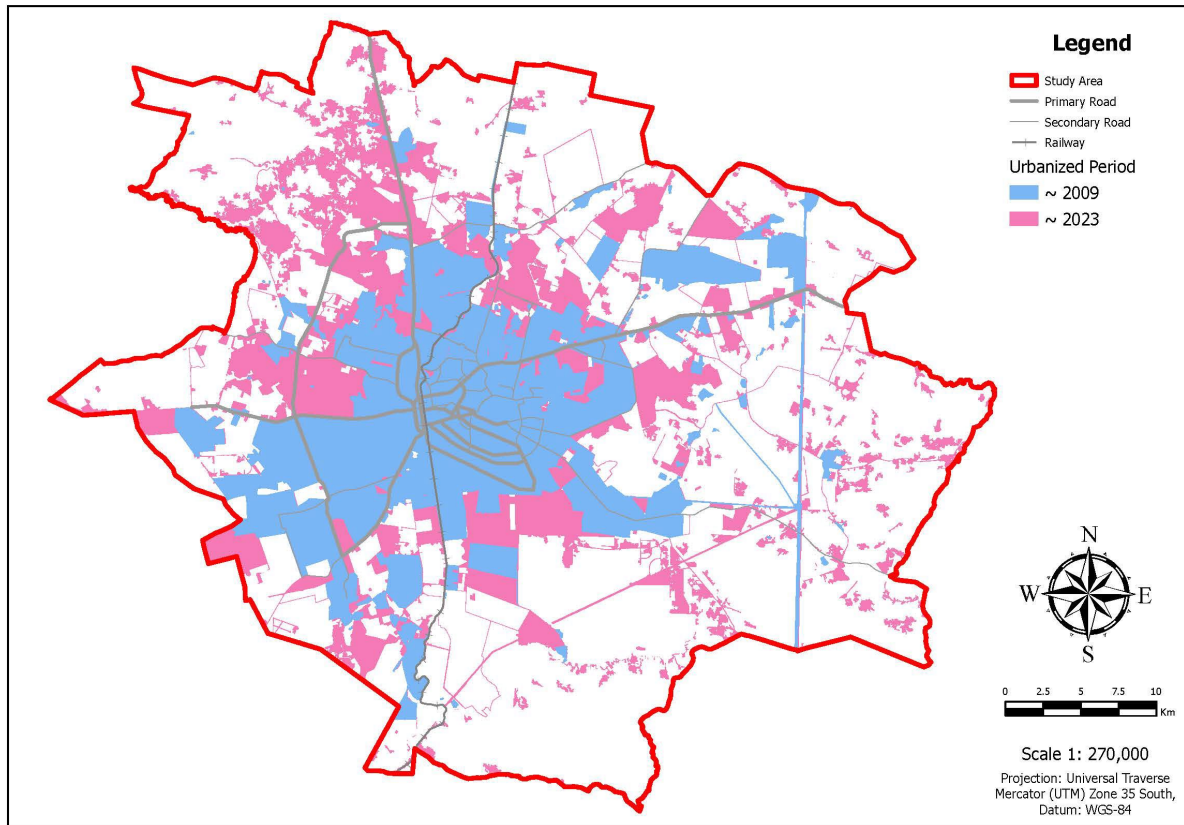 Legend
Study Area
Primary Road
Secondary Road
Railway
Urbanized Period
~ 2009
~ 2023
N
W E
S
0 2.5 5 7.5 10
Km
Scale 1: 270,000
Projection: Universal Traverse
Mercator (UTM) Zone 35 South,
Datum: WGS-84